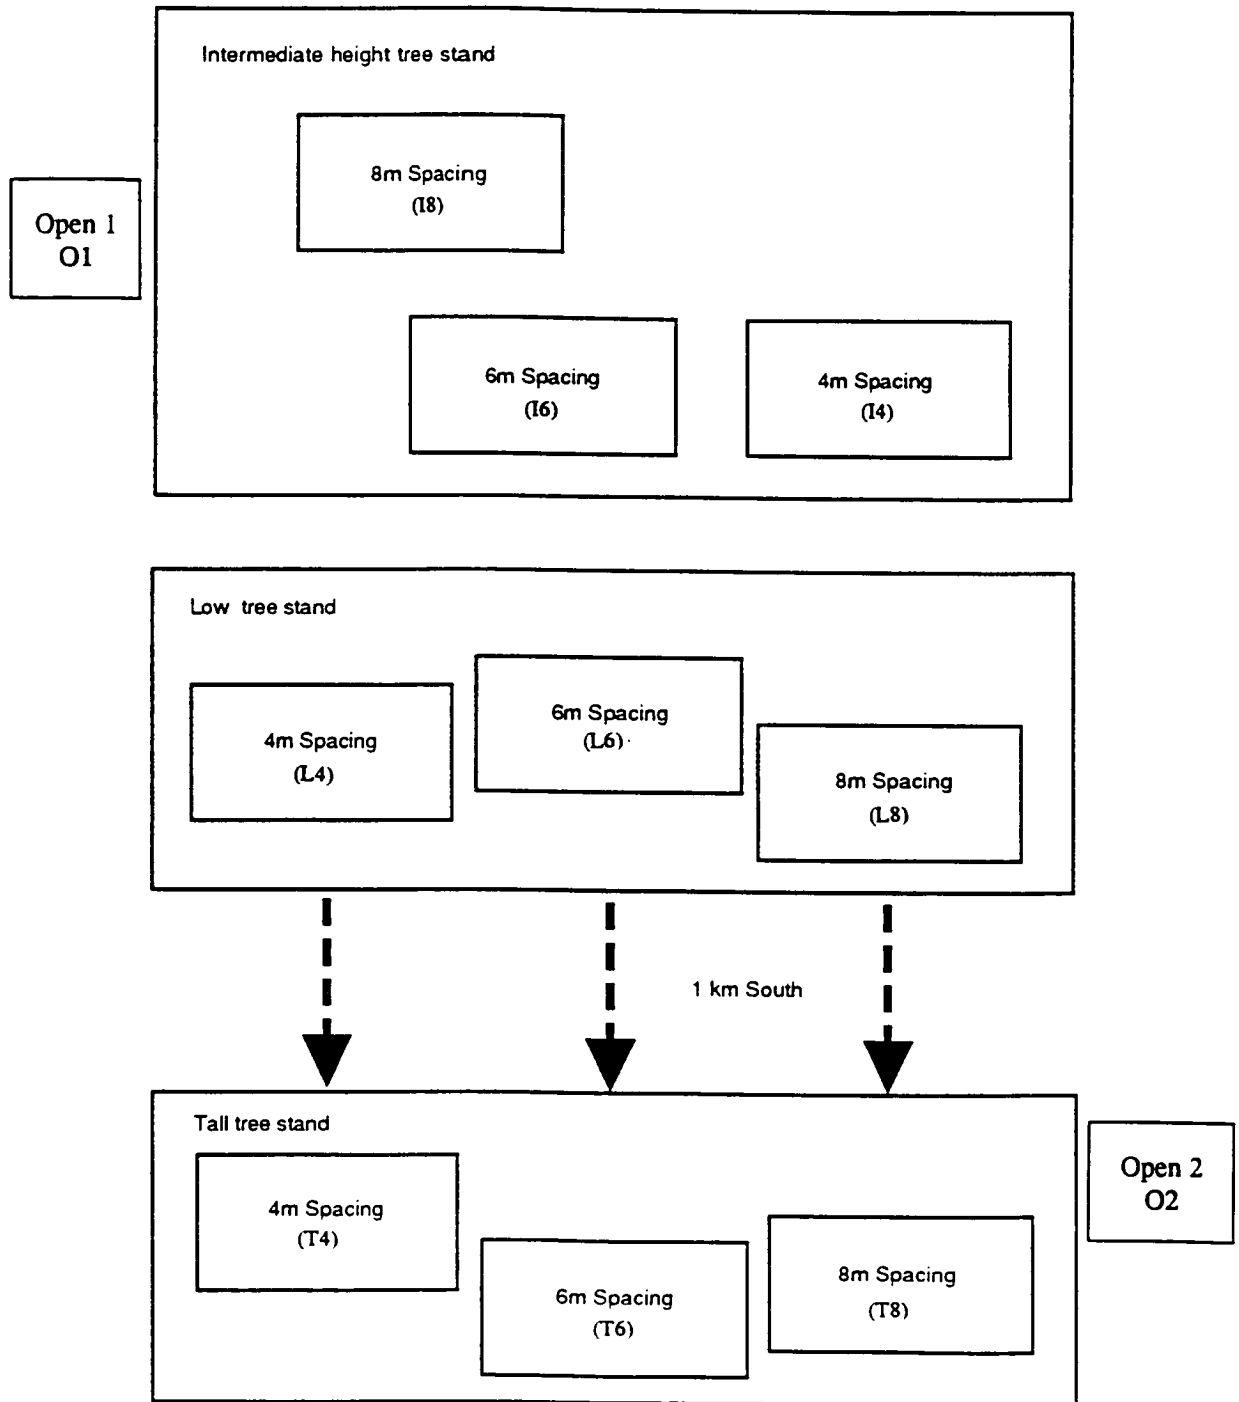 Intermediate height tree stand
8m Spacing
(I8)
Open 1
O1
6m Spacing
(I6)
4m Spacing
(I4)
Low tree stand
4m Spacing
(L4)
6m Spacing
(L6)
8m Spacing
(L8)
1 km South
Tall tree stand
4m Spacing
(T4)
6m Spacing
(T6)
8m Spacing
(T8)
Open 2
O2